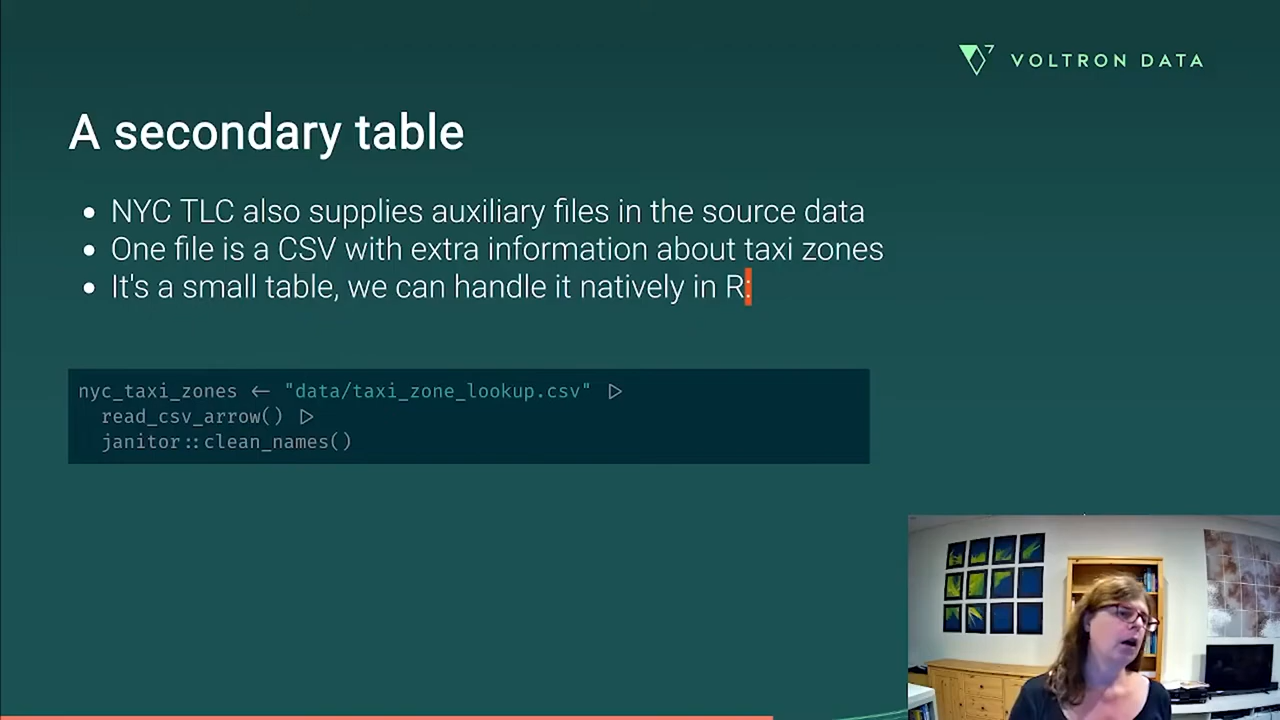 VOLTRON DATA
A secondary table
• NYC TLC also supplies auxiliary files in the source data
• One file is a CSV with extra information about taxi zones
• It's a small table, we can handle it natively in R:
nyc_taxi_zones <- "data/taxi_zone_lookup.csv" |>
read_csv_arrow() |>
janitor::clean_names()